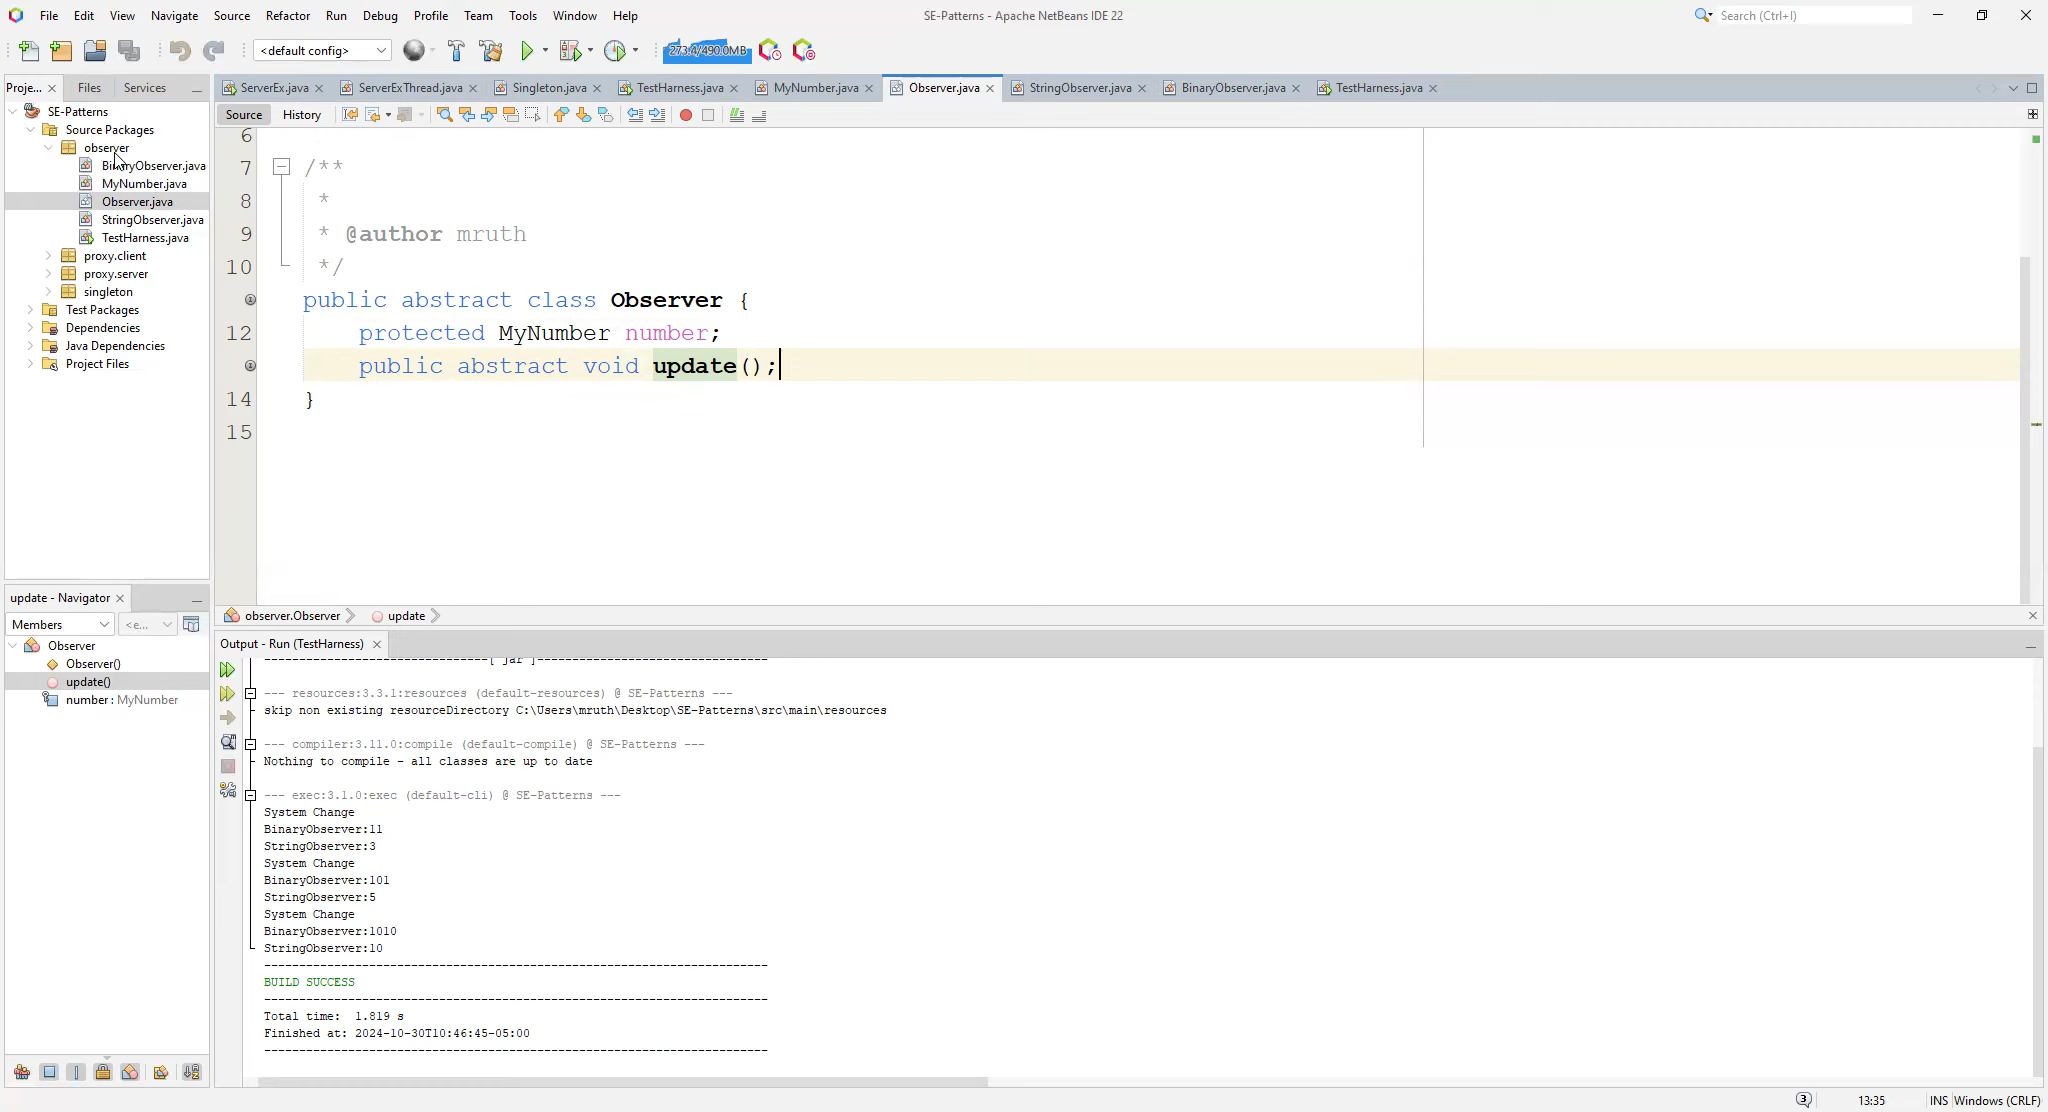 File Edit View Navigate Source Refactor Run Debug Profile Team Tools Window Help
SE-Patterns - Apache NetBeans IDE 22
Search (Ctrl+I)
<default config>
273.4/490.0MB
Proje...
Files
Services
ServerEx.java
ServerExThread.java
Singleton.java
TestHarness.java
MyNumber.java
Observer.java
StringObserver.java
BinaryObserver.java
TestHarness.java
Source
History
SE-Patterns
Source Packages
observer
BinaryObserver.java
MyNumber.java
Observer.java
StringObserver.java
TestHarness.java
proxy.client
proxy.server
singleton
Test Packages
Dependencies
Java Dependencies
Project Files
6
7 /**
8 *
9 * @author mruth
10 */
public abstract class Observer {
12 protected MyNumber number;
public abstract void update();
14 }
15
observer.Observer
update
update - Navigator
Members
<e...
Observer
Observer()
update()
number : MyNumber
Output - Run (TestHarness)
--------------------------------[ jar ]---------------------------------
--- resources:3.3.1:resources (default-resources) @ SE-Patterns ---
skip non existing resourceDirectory C:\Users\mruth\Desktop\SE-Patterns\src\main\resources
--- compiler:3.11.0:compile (default-compile) @ SE-Patterns ---
Nothing to compile - all classes are up to date
--- exec:3.1.0:exec (default-cli) @ SE-Patterns ---
System Change
BinaryObserver:11
StringObserver:3
System Change
BinaryObserver:101
StringObserver:5
System Change
BinaryObserver:1010
StringObserver:10
------------------------------------------------------------------------
BUILD SUCCESS
------------------------------------------------------------------------
Total time:  1.819 s
Finished at: 2024-10-30T10:46:45-05:00
------------------------------------------------------------------------
3
13:35
INS
Windows (CRLF)